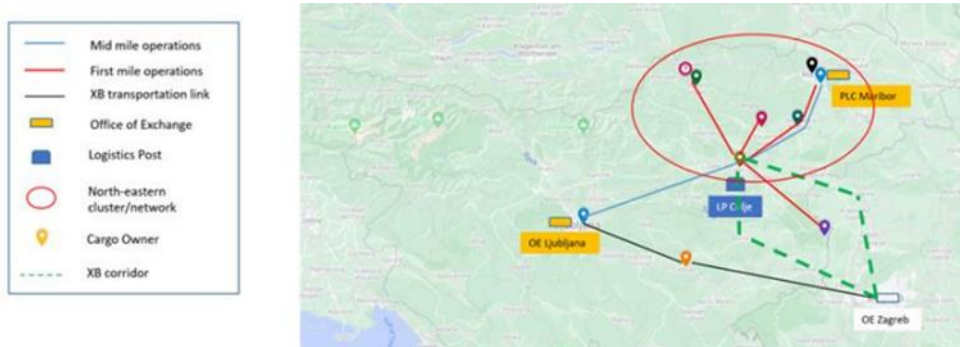 Mid mile operations
First mile operations
XB transportation link
Office of Exchange
Logistics Post
North-eastern
cluster/network
Cargo Owner
XB corridor
PLC Maribor
LP Celje
OE Ljubljana
OE Zagreb